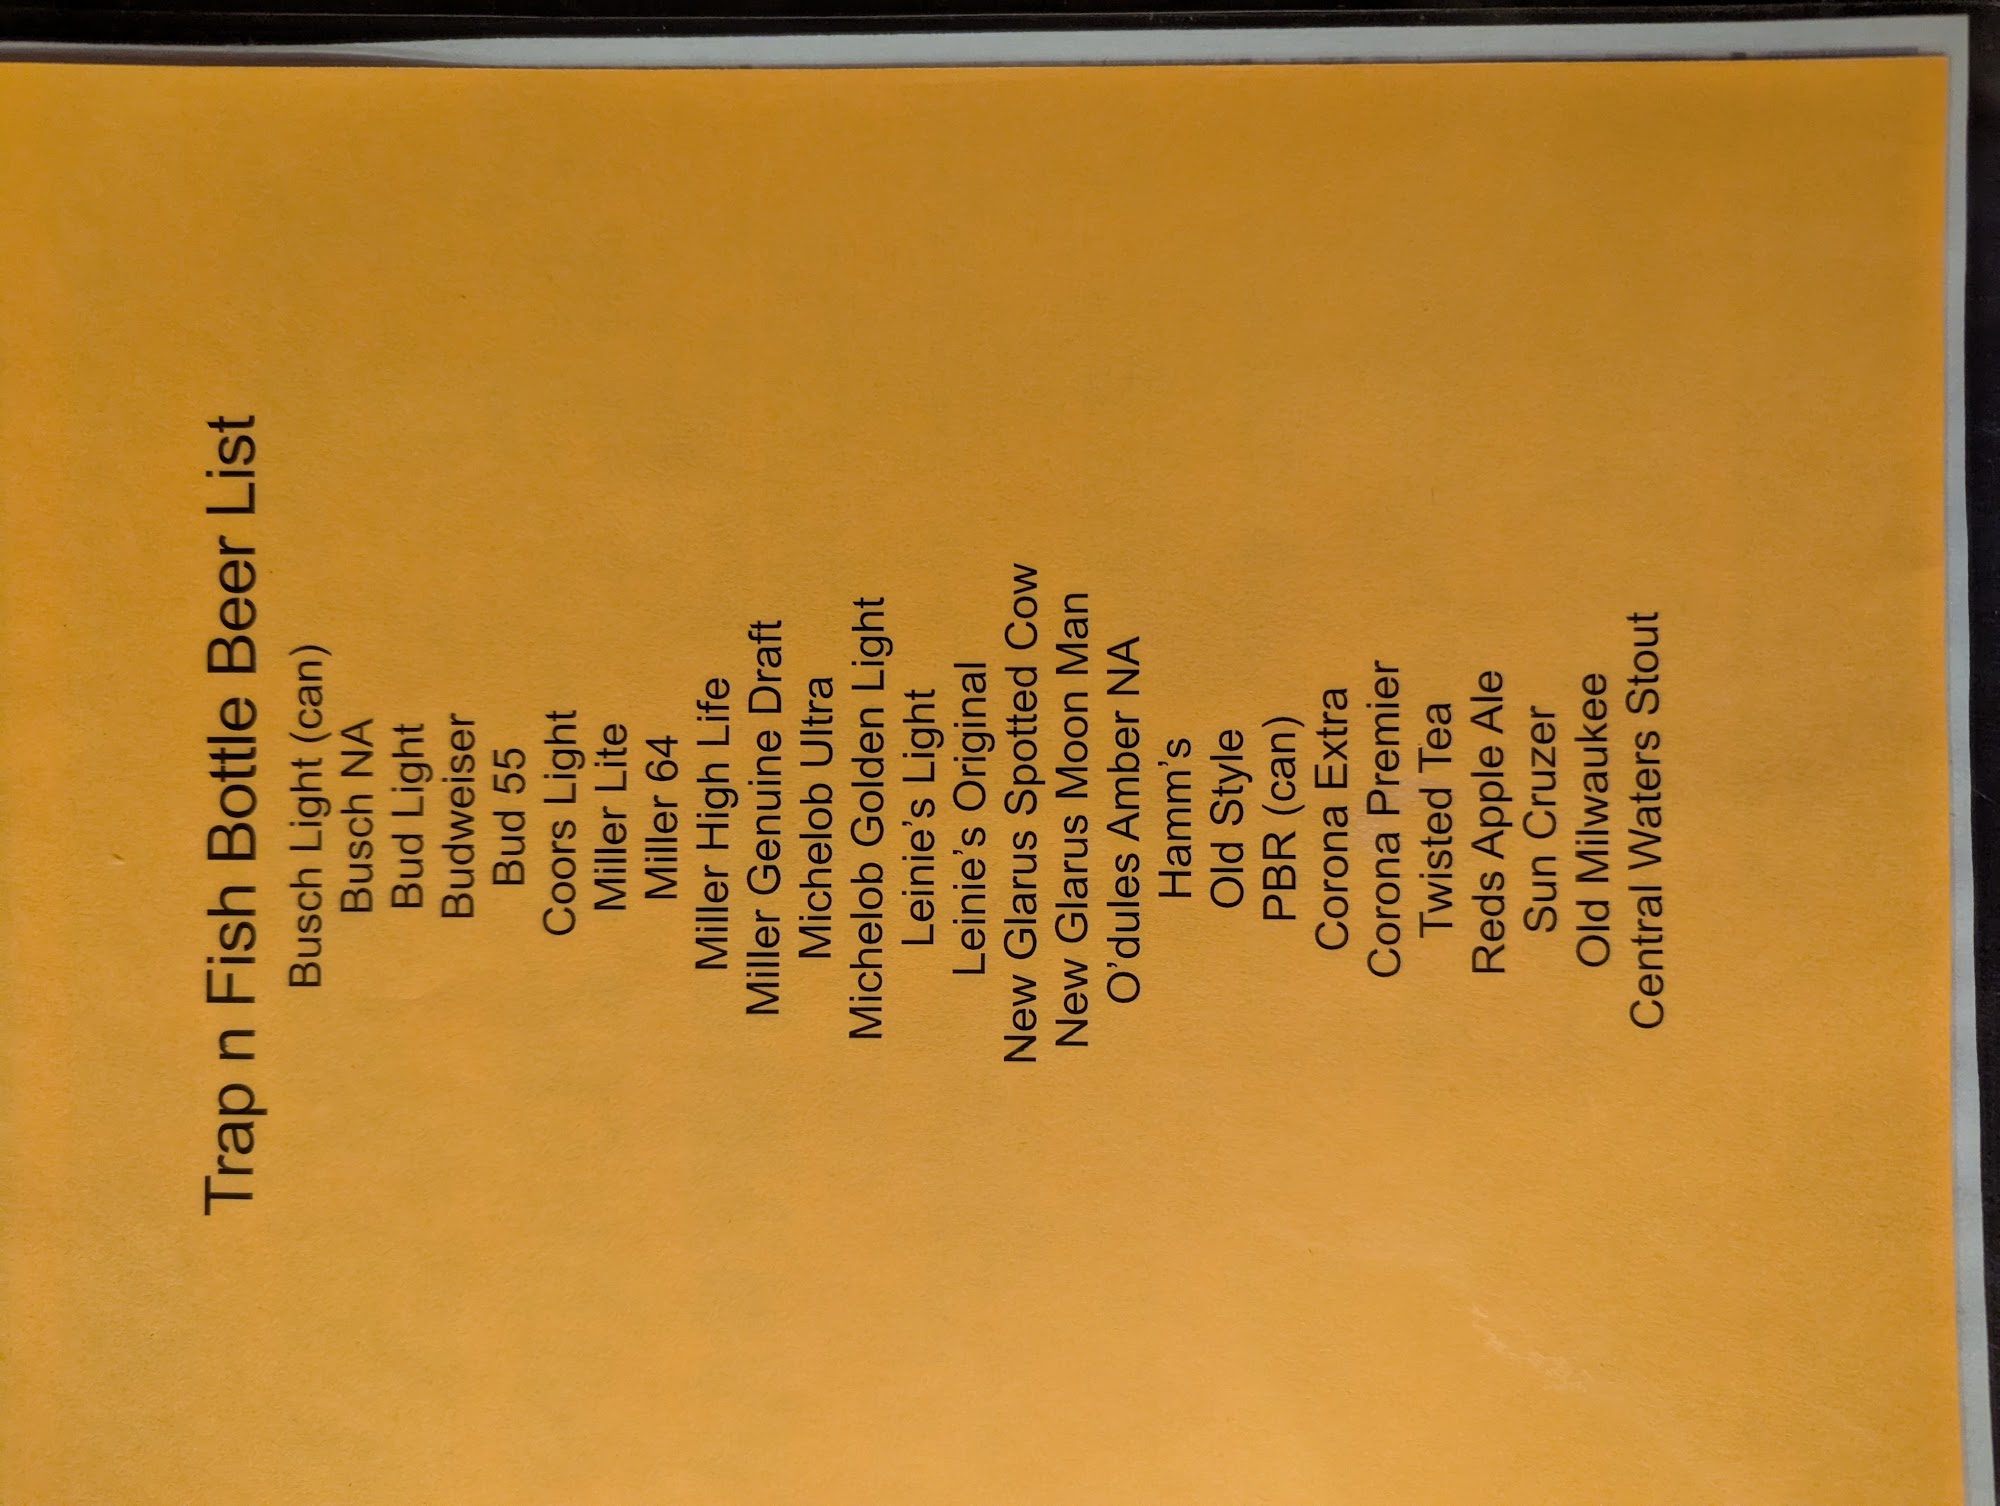 Trap n Fish Bottle Beer List
Busch Light (can)
Busch NA
Bud Light
Budweiser
Bud 55
Coors Light
Miller Lite
Miller 64
Miller High Life
Miller Genuine Draft
Michelob Ultra
Michelob Golden Light
Leinie's Light
Leinie's Original
New Glarus Spotted Cow
New Glarus Moon Man
O'dules Amber NA
Hamm's
Old Style
PBR (can)
Corona Extra
Corona Premier
Twisted Tea
Reds Apple Ale
Sun Cruzer
Old Milwaukee
Central Waters Stout